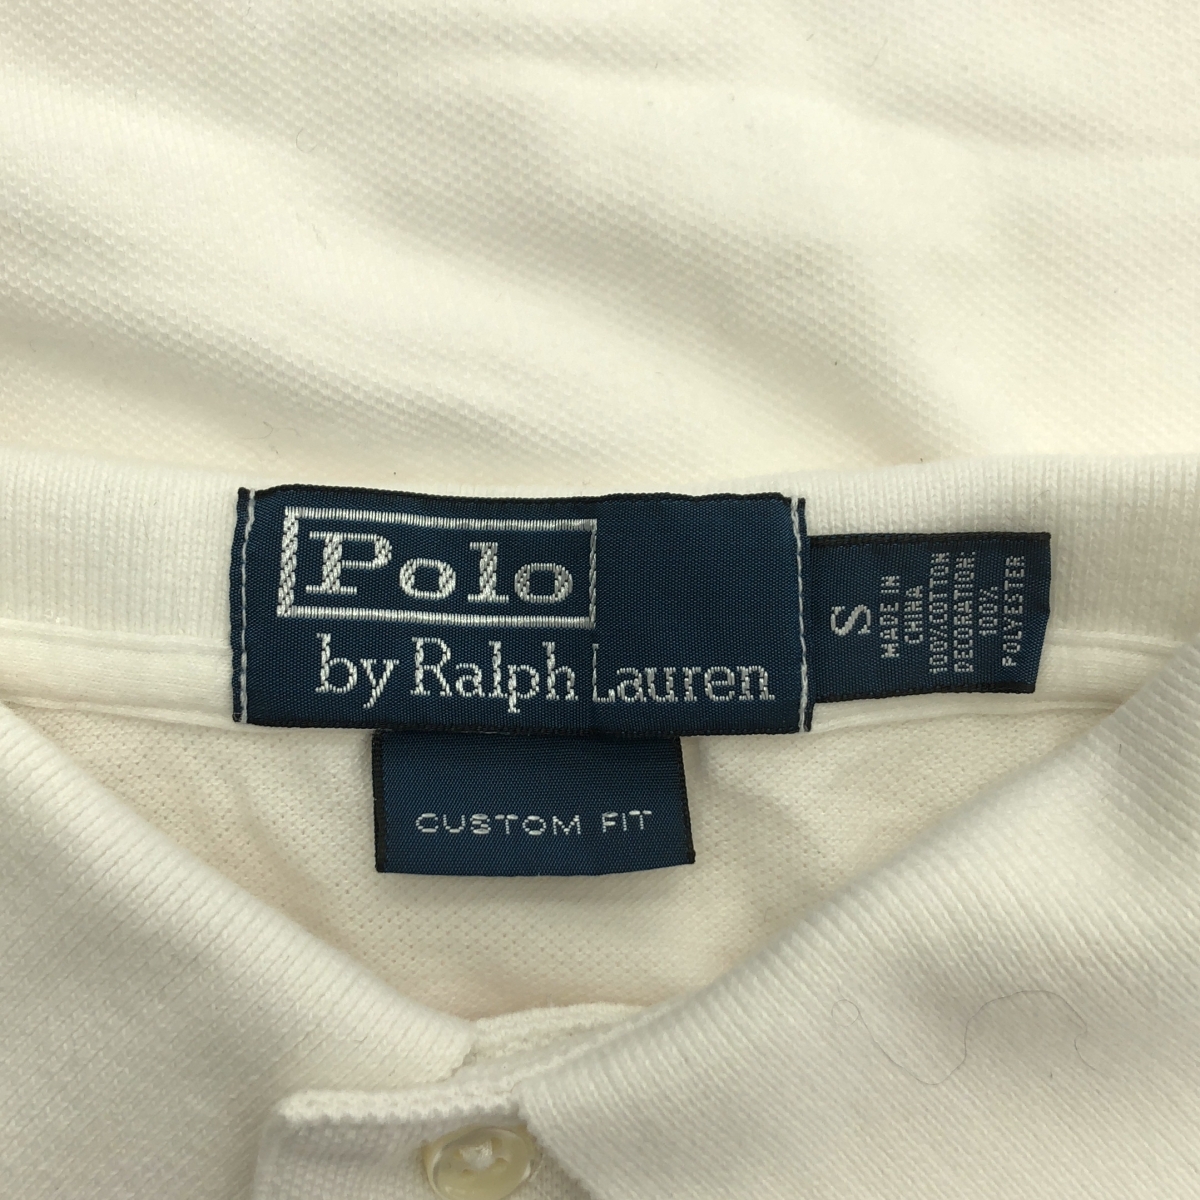 Polo
by Ralph Lauren
S
MADE IN
CHINA
100% COTTON
DECORATION:
100%
POLYESTER
CUSTOM FIT